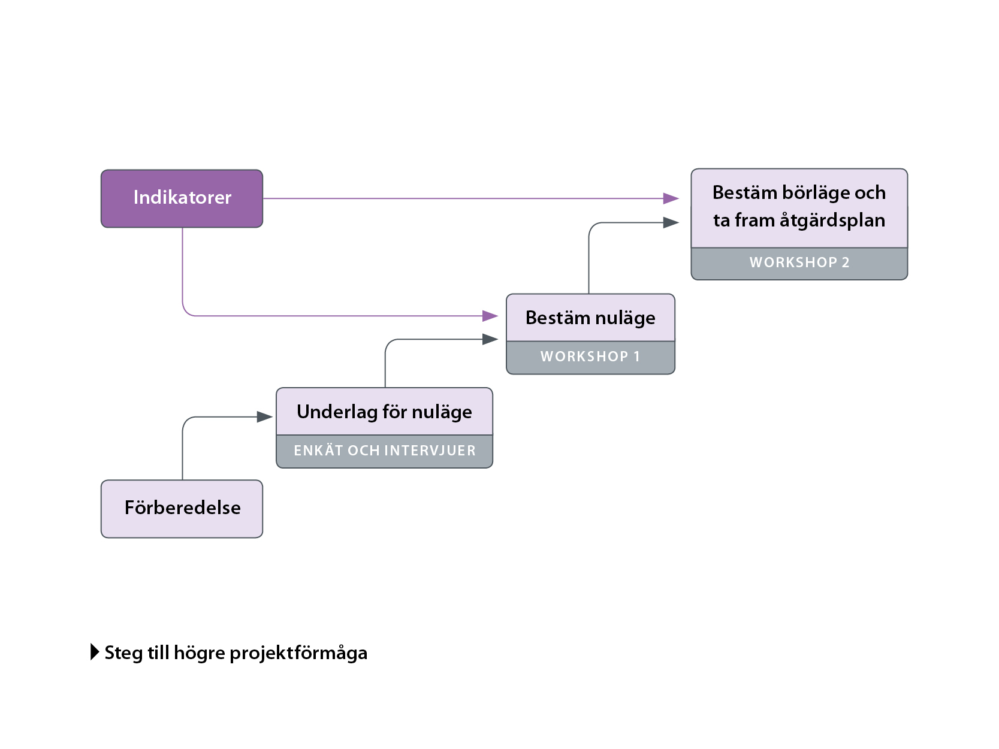 Indikatorer
Bestäm börläge och
ta fram åtgärdsplan
WORKSHOP 2
Bestäm nuläge
WORKSHOP 1
Underlag för nuläge
ENKÄT OCH INTERVJUER
Förberedelse
Steg till högre projektförmåga